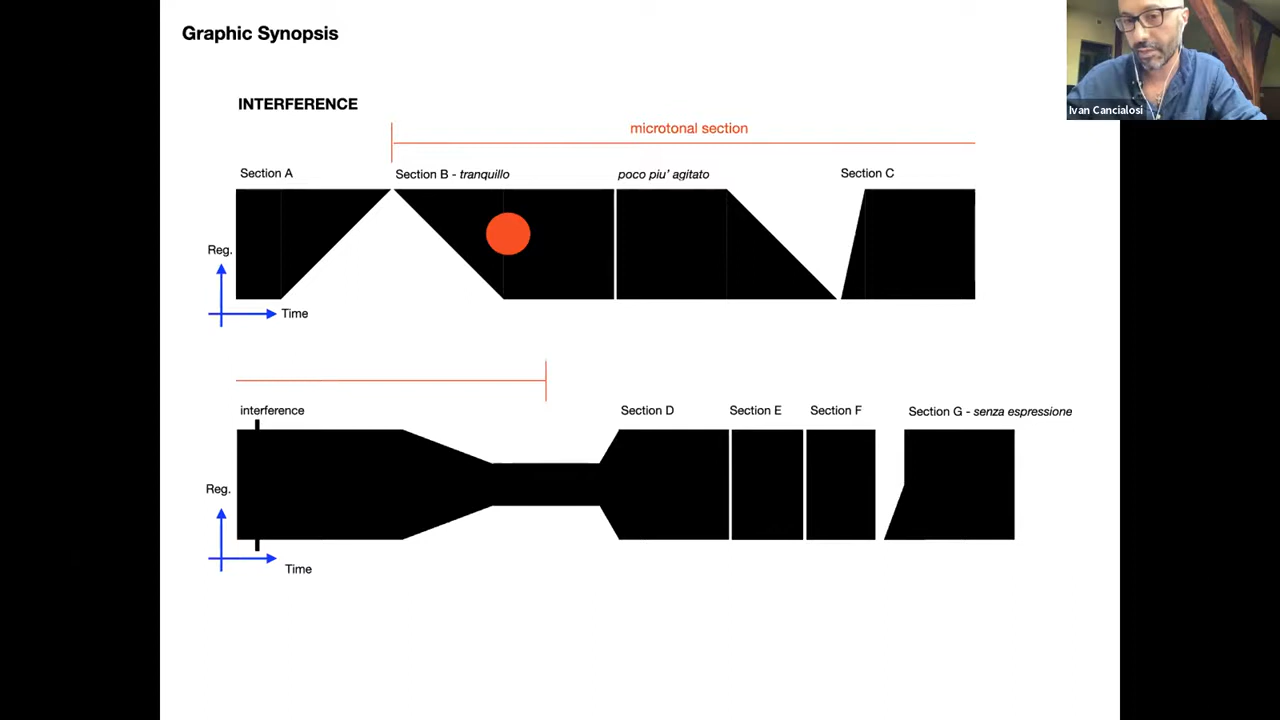 Graphic Synopsis
Ivan Cancialosi
INTERFERENCE
microtonal section
Section A
Section B - tranquillo
poco piu' agitato
Section C
Reg.
Time
interference
Section D
Section E
Section F
Section G - senza espressione
Reg.
Time